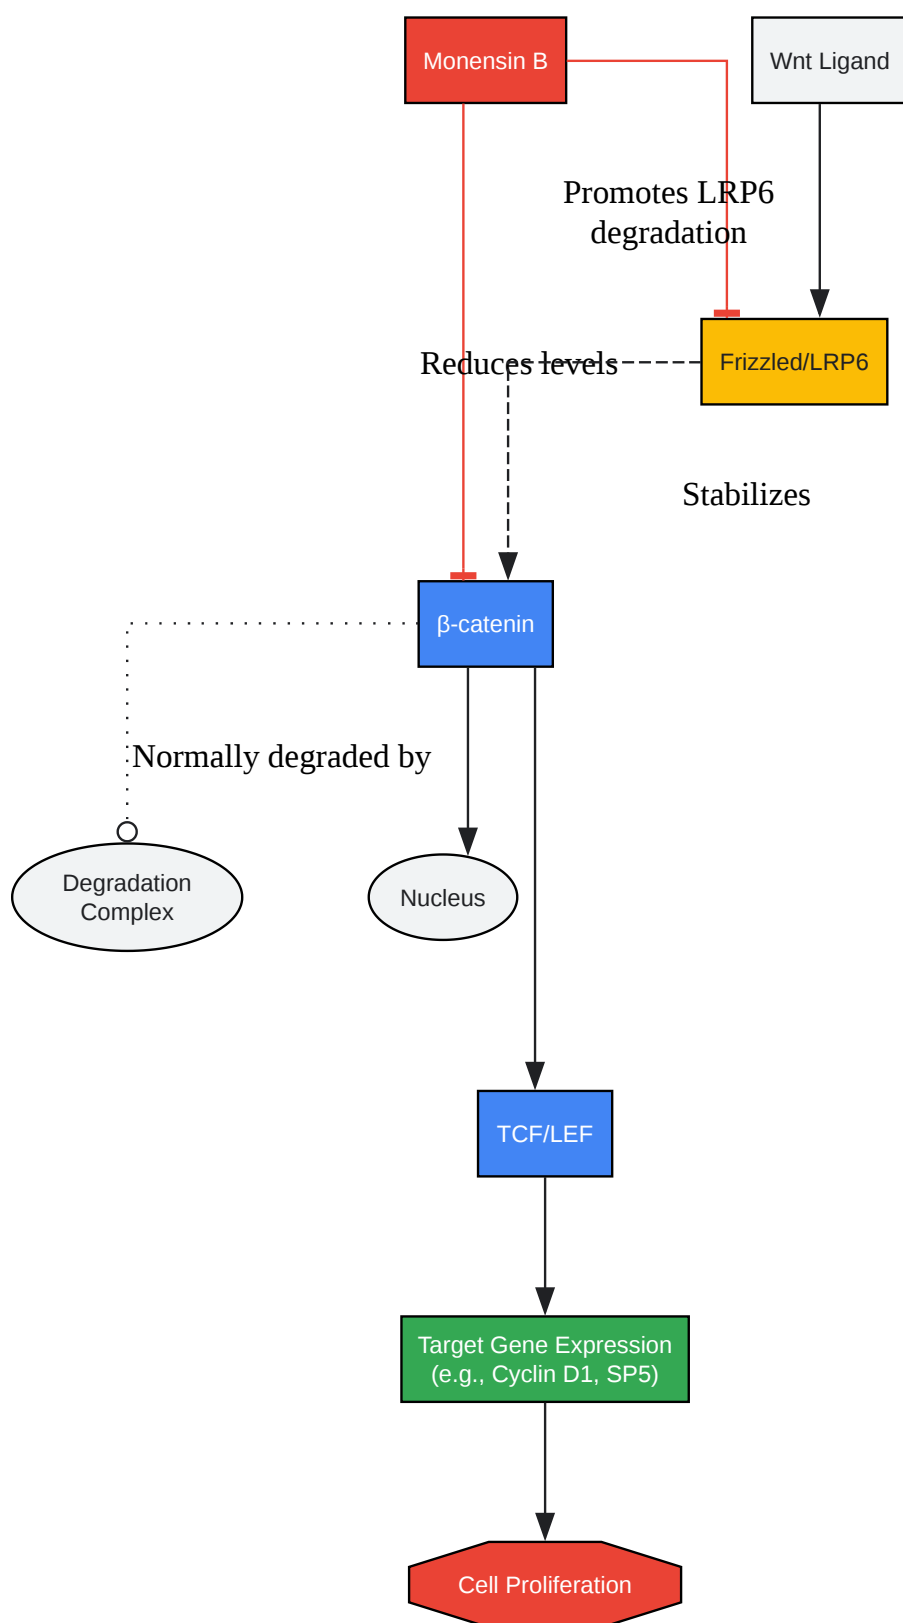 Monensin B
Wnt Ligand
Promotes LRP6
degradation
Reduces levels
Frizzled/LRP6
Stabilizes
β-catenin
Normally degraded by
Degradation
Complex
Nucleus
TCF/LEF
Target Gene Expression
(e.g., Cyclin D1, SP5)
Cell Proliferation